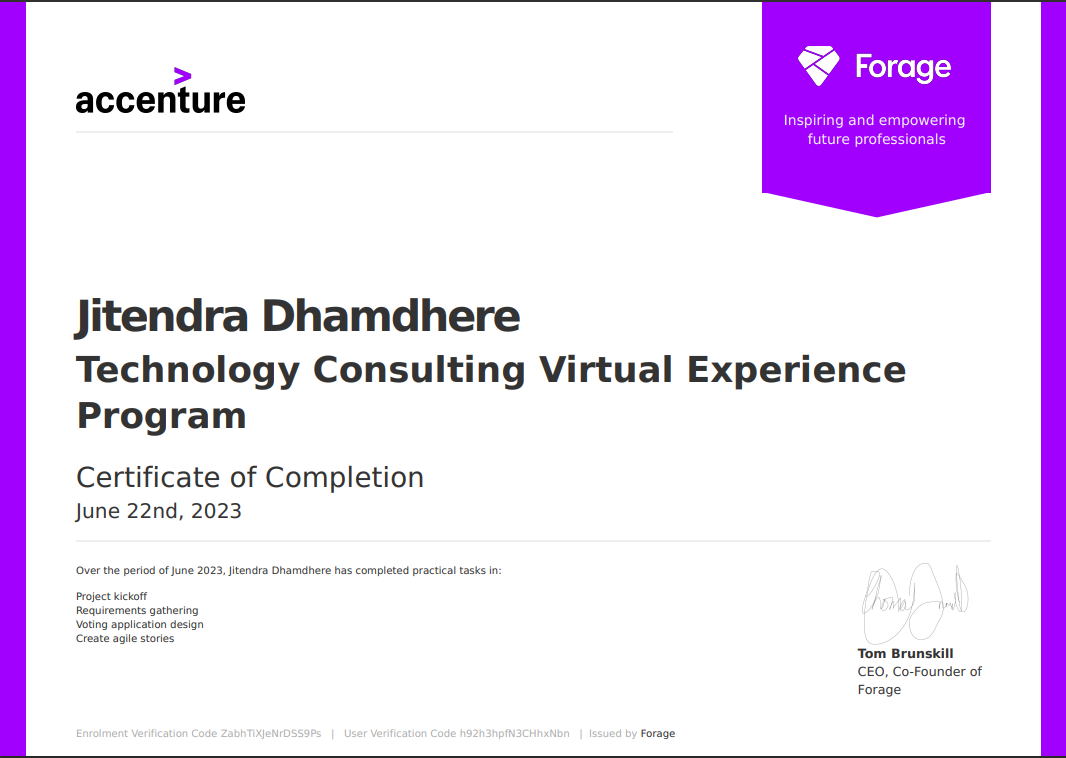 accenture
>
Forage
Inspiring and empowering
future professionals
Jitendra Dhamdhere
Technology Consulting Virtual Experience
Program
Certificate of Completion
June 22nd, 2023
Over the period of June 2023, Jitendra Dhamdhere has completed practical tasks in:
Project kickoff
Requirements gathering
Voting application design
Create agile stories
Tom Brunskill
CEO, Co-Founder of
Forage
Enrolment Verification Code ZabhTiXJeNrDSS9Ps | User Verification Code h92h3hpfN3CHhxNbn | Issued by Forage